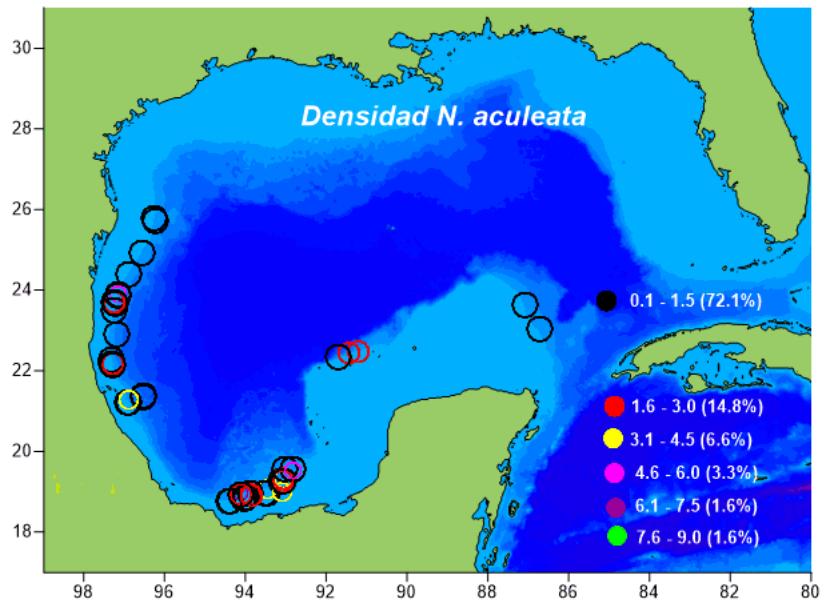 Densidad N. aculeata
30
28
26
24
22
20
18
0.1 - 1.5 (72.1%)
1.6 - 3.0 (14.8%)
3.1 - 4.5 (6.6%)
4.6 - 6.0 (3.3%)
6.1 - 7.5 (1.6%)
7.6 - 9.0 (1.6%)
98 96 94 92 90 88 86 84 82 80